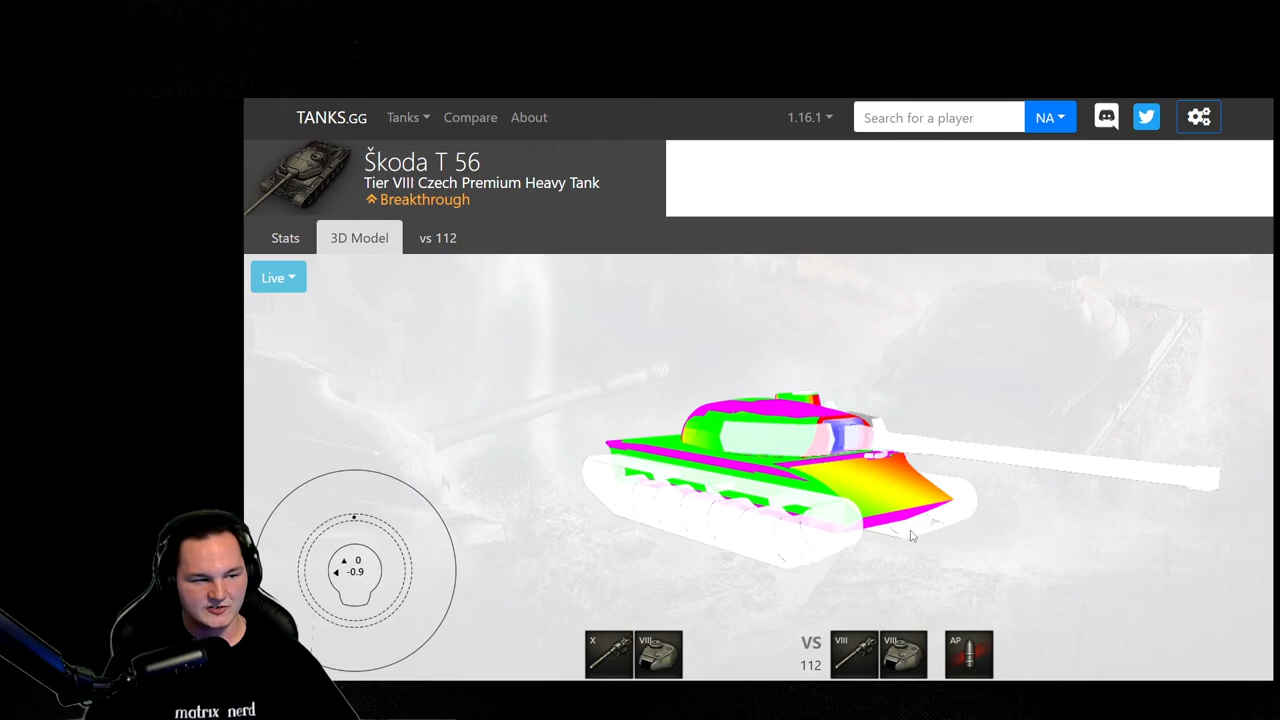 TANKS.GG Tanks Compare About 1.16.1 Search for a player NA
Škoda T 56
Tier VIII Czech Premium Heavy Tank
Breakthrough
Stats 3D Model vs 112
Live
0
-0.9
X VIII VS VIII VIII AP
112
matrix nerd